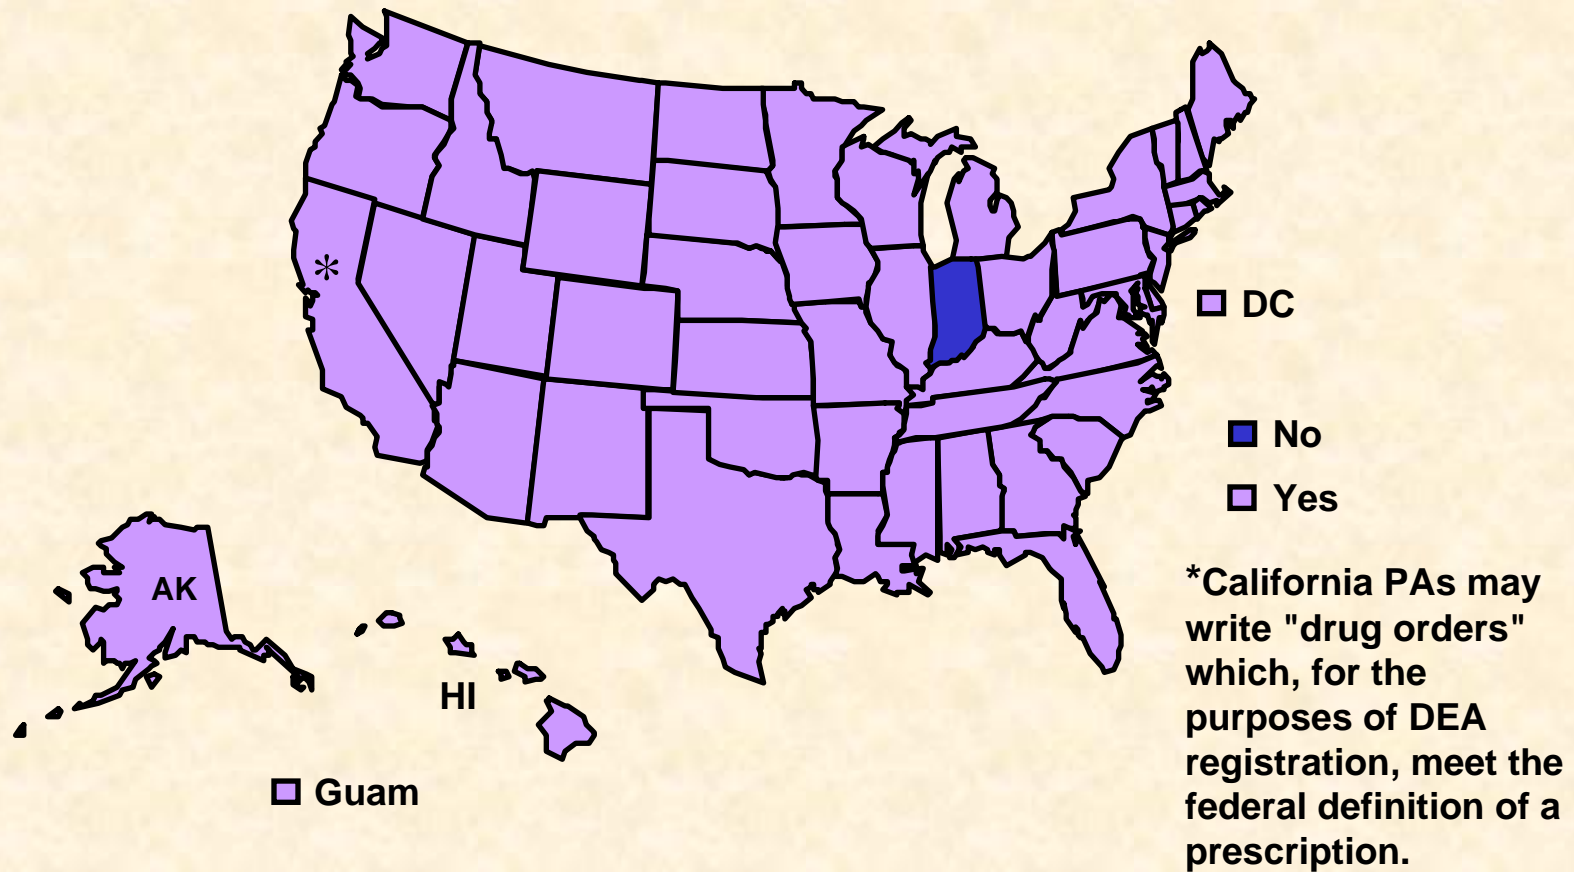 *
DC
No
Yes
AK
HI
Guam
*California PAs may
write "drug orders"
which, for the
purposes of DEA
registration, meet the
federal definition of a
prescription.